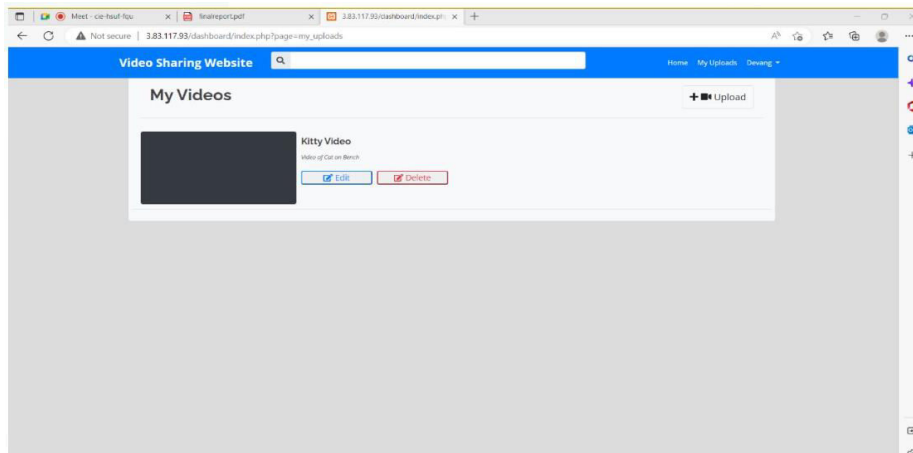 Meet - cie-hsuf-fqu
finalreport.pdf
3.83.117.93/dashboard/index.ph
Not secure | 3.83.117.93/dashboard/index.php?page=my_uploads
Video Sharing Website
Home My Uploads Devang
My Videos
Upload
Kitty Video
Video of Cat on Bench
Edit Delete